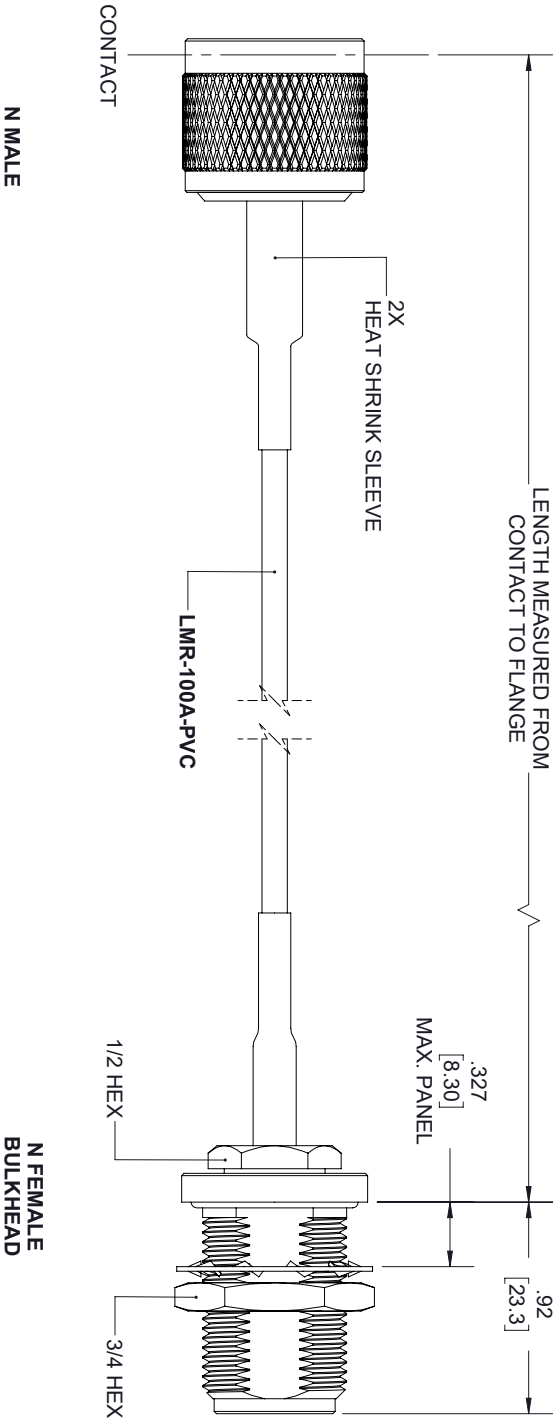 LENGTH MEASURED FROM
CONTACT TO FLANGE
.92
[23.3]
.327
[8.30]
MAX. PANEL
2X
HEAT SHRINK SLEEVE
LMR-100A-PVC
CONTACT
1/2 HEX
3/4 HEX
N MALE
N FEMALE
BULKHEAD